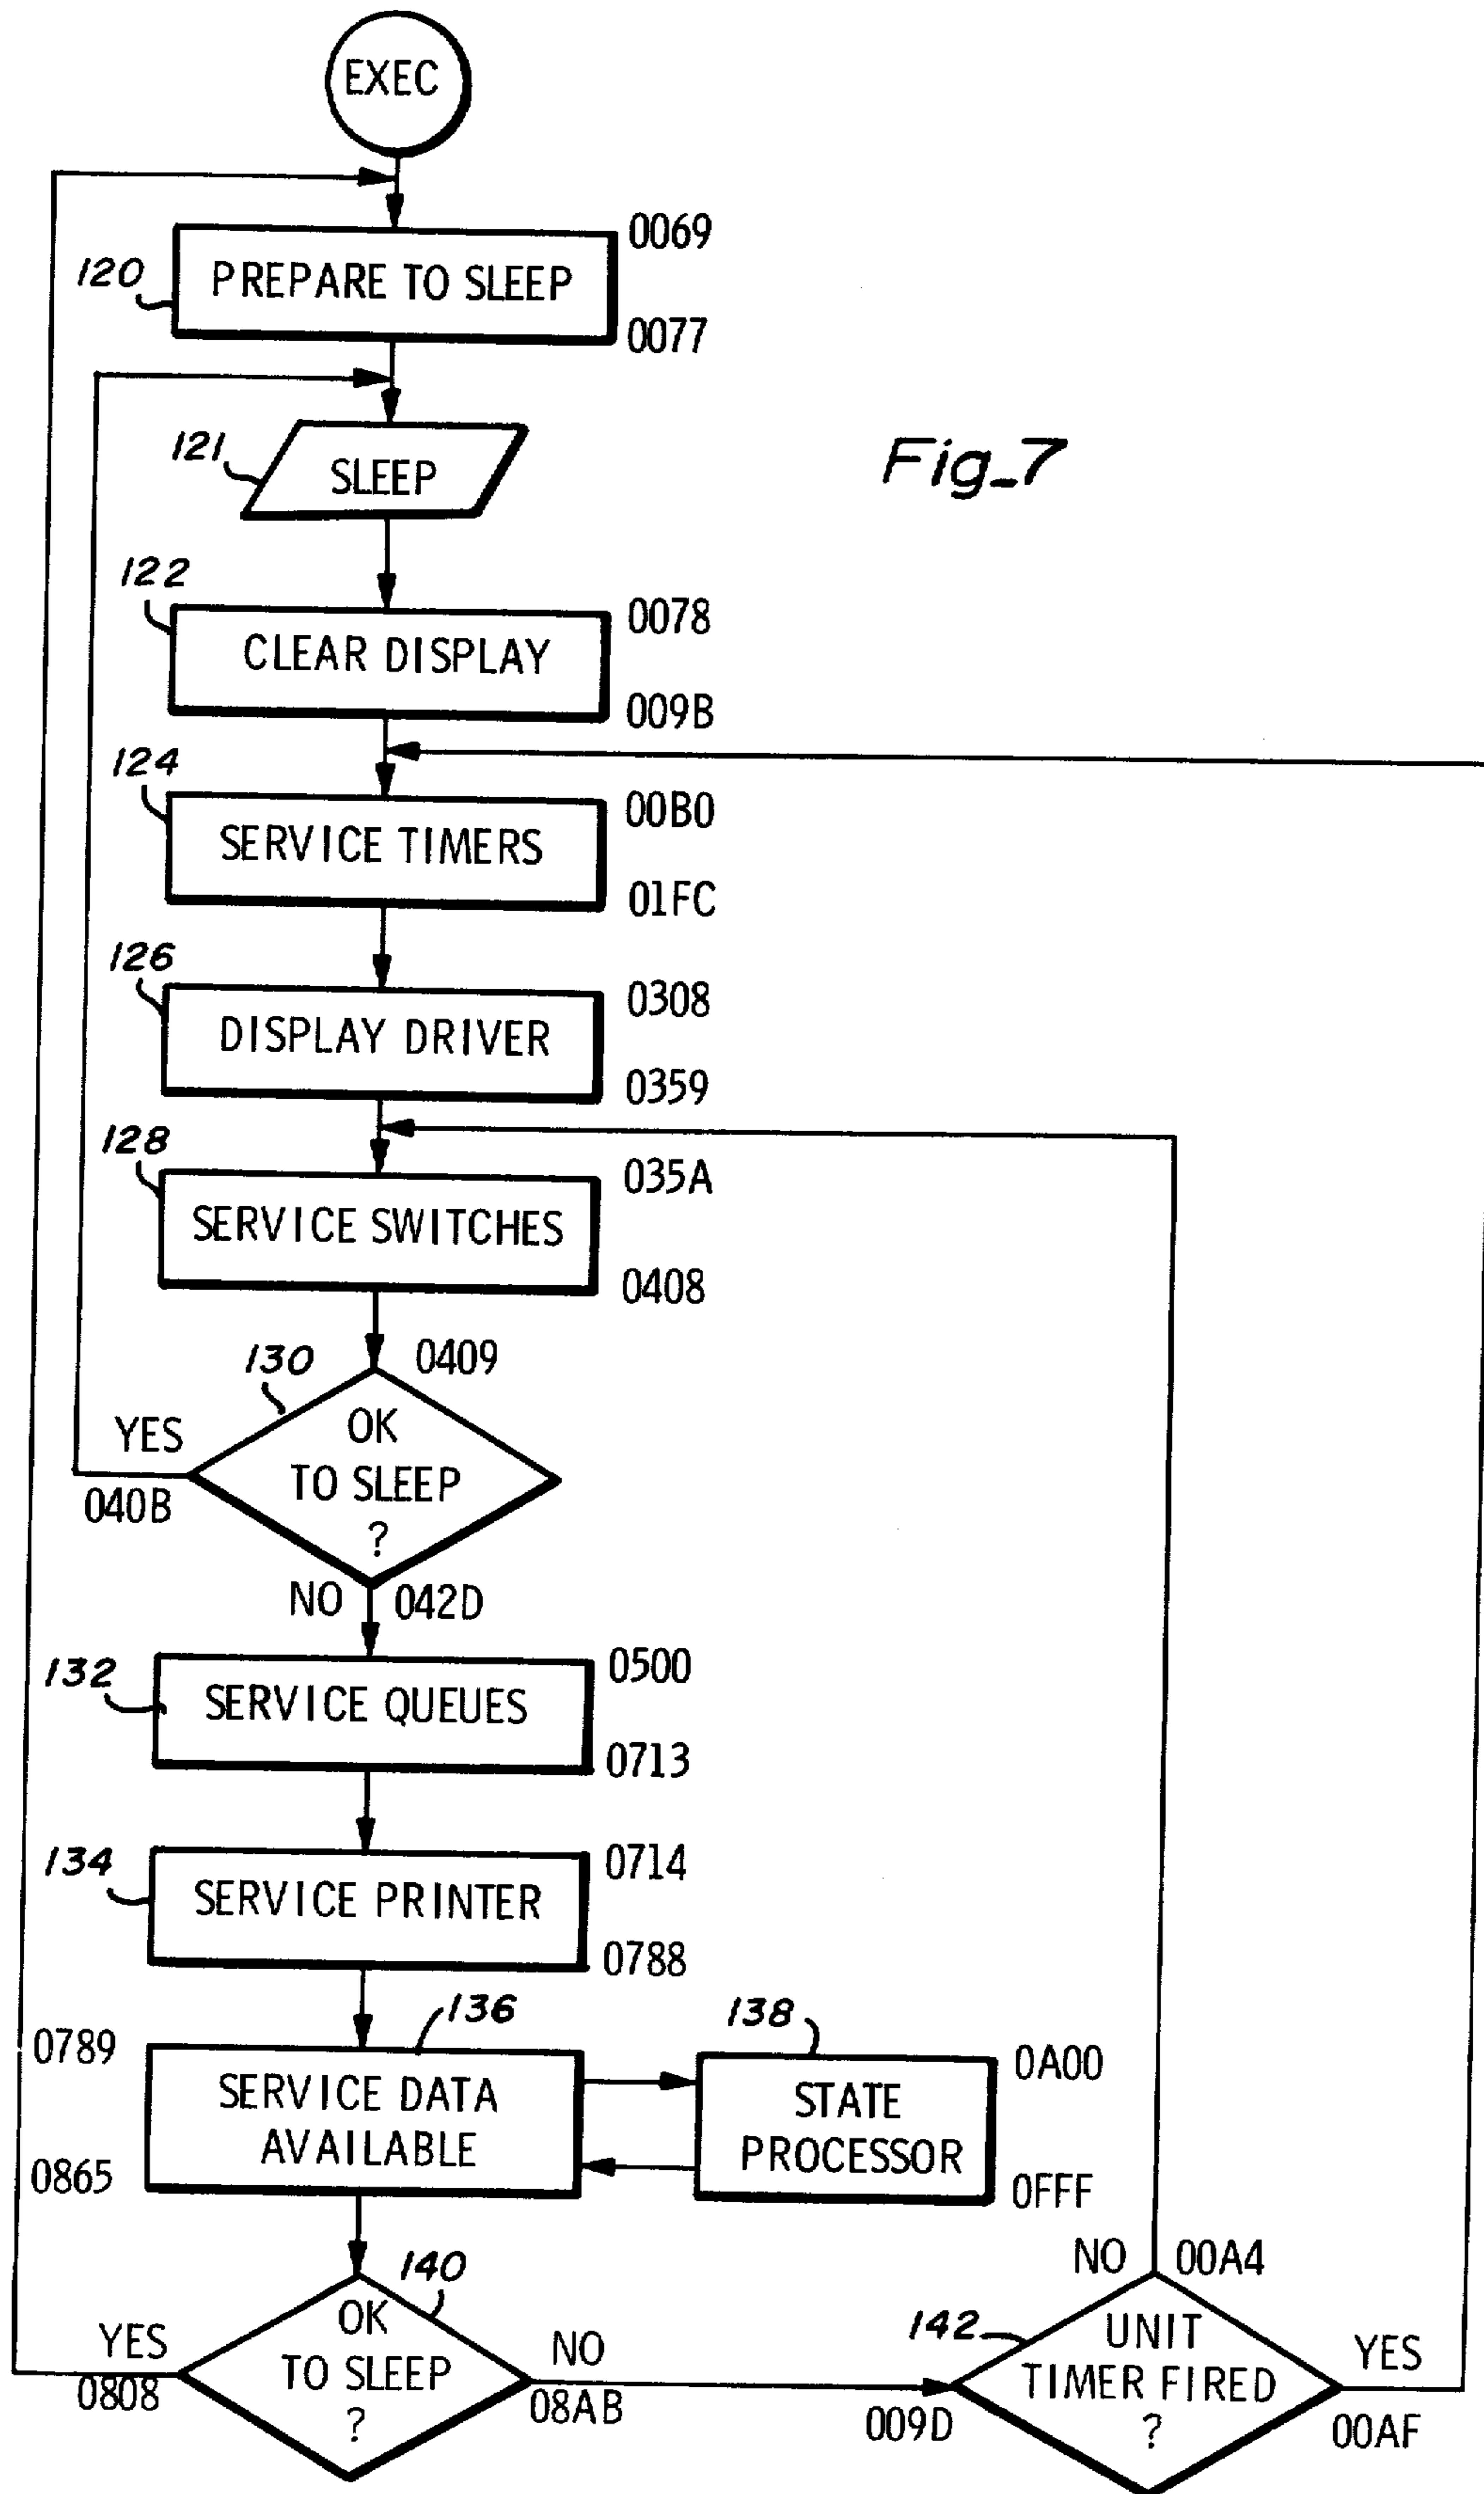 EXEC
0069
120
PREPARE TO SLEEP
0077
121
SLEEP
Fig_7
122
0078
CLEAR DISPLAY
009B
124
00B0
SERVICE TIMERS
01FC
126
0308
DISPLAY DRIVER
0359
128
035A
SERVICE SWITCHES
0408
130
0409
YES
OK
TO SLEEP
?
040B
NO
042D
132
0500
SERVICE QUEUES
0713
134
0714
SERVICE PRINTER
0788
136
138
0789
SERVICE DATA
AVAILABLE
0865
0A00
STATE
PROCESSOR
0FFF
140
YES
0808
OK
TO SLEEP
?
NO
08AB
NO
00A4
142
009D
UNIT
TIMER FIRED
?
YES
00AF